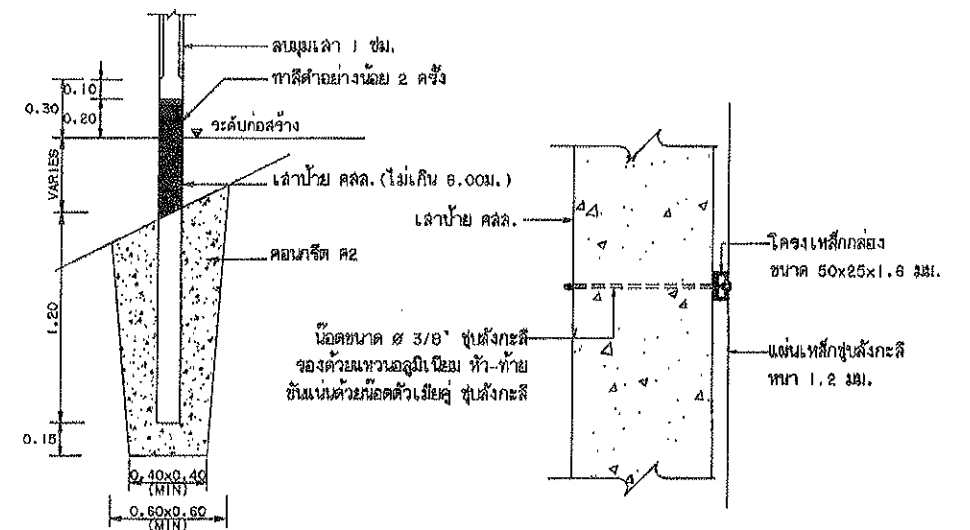 ลบมุมเสา 1 ซม.
ทาสีดำอย่างน้อย 2 ครั้ง
ระดับก่อสร้าง
0.10
0.30
0.20
VARIES
เสาป้าย คสล. (ไม่เกิน 6.00ม.)
คอนกรีต ค2
1.20
0.15
0.40x0.40
(MIN)
0.60x0.60
(MIN)
เสาป้าย คสล.
โครงเหล็กกล่อง
ขนาด 50x25x1.6 มม.
น๊อตขนาด ø 3/8" ชุบสังกะสี
รองด้วยแหวนอลูมิเนียม หัว-ท้าย
ขันแน่นด้วยน๊อตตัวเมียคู่ ชุบสังกะสี
แผ่นเหล็กชุบสังกะสี
หนา 1.2 มม.